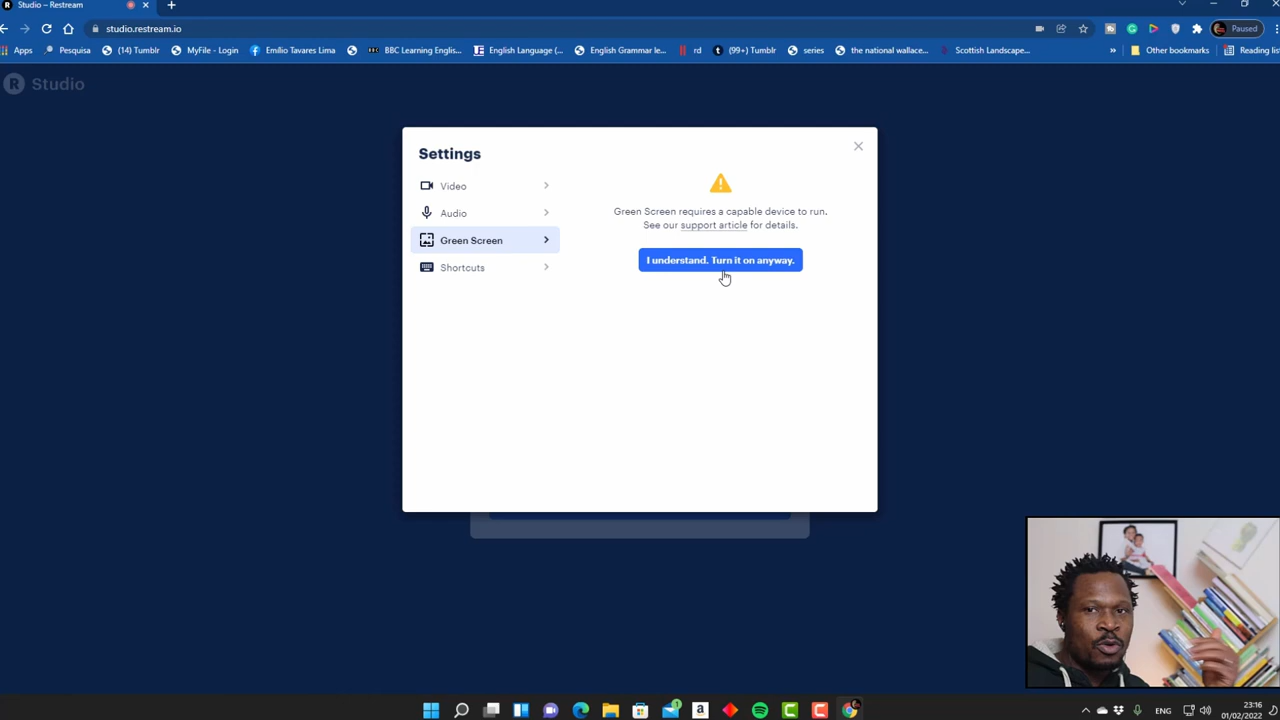 Studio – Restream
studio.restream.io
Paused
Apps
Pesquisa
(14) Tumblr
MyFile - Login
Emílio Tavares Lima
BBC Learning Engli...
English Language (...
English Grammar le...
rd
(99+) Tumblr
series
the national wallace...
Scottish Landscape...
»
Other bookmarks
Reading list
R Studio
Settings
Video
Audio
Green Screen
Shortcuts
Green Screen requires a capable device to run.
See our support article for details.
I understand. Turn it on anyway.
ENG
23:16
01/02/2022